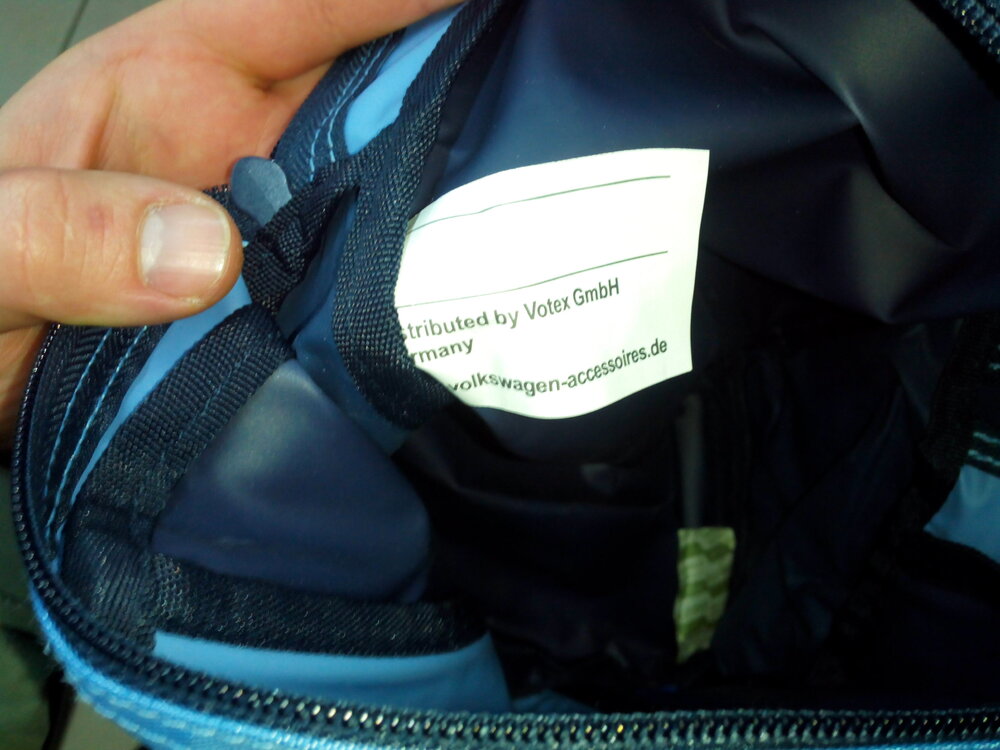 stributed by Votex GmbH
rmany
volkswagen-accessoires.de